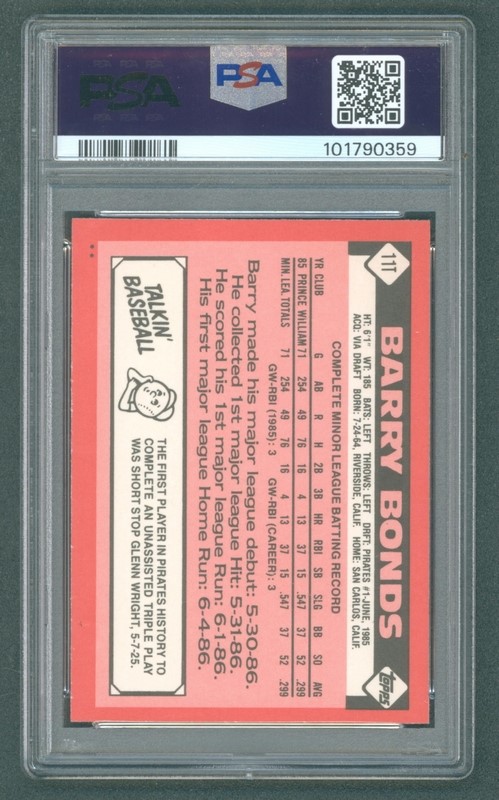 PSA
PSA
101790359
11T
BARRY BONDS
topps
HT: 6'1" WT: 185 BATS: LEFT THROWS: LEFT DRFT: PIRATES #1-JUNE, 1985
ACQ: VIA DRAFT BORN: 7-24-64, RIVERSIDE, CALIF. HOME: SAN CARLOS, CALIF.
COMPLETE MINOR LEAGUE BATTING RECORD
YR CLUB G AB R H 2B 3B HR RBI SB SLG BB SO AVG
85 PRINCE WILLIAM 71 254 49 76 16 4 13 37 15 .547 37 52 .299
MIN. LEA. TOTALS 71 254 49 76 16 4 13 37 15 .547 37 52 .299
GW-RBI (1985): 3 GW-RBI (CAREER): 3
Barry made his major league debut: 5-30-86.
He collected 1st major league Hit: 5-31-86.
He scored his 1st major league Run: 6-1-86.
His first major league Home Run: 6-4-86.
TALKIN'
BASEBALL
THE FIRST PLAYER IN PIRATES HISTORY TO
COMPLETE AN UNASSISTED TRIPLE PLAY
WAS SHORT STOP GLENN WRIGHT, 5-7-25.